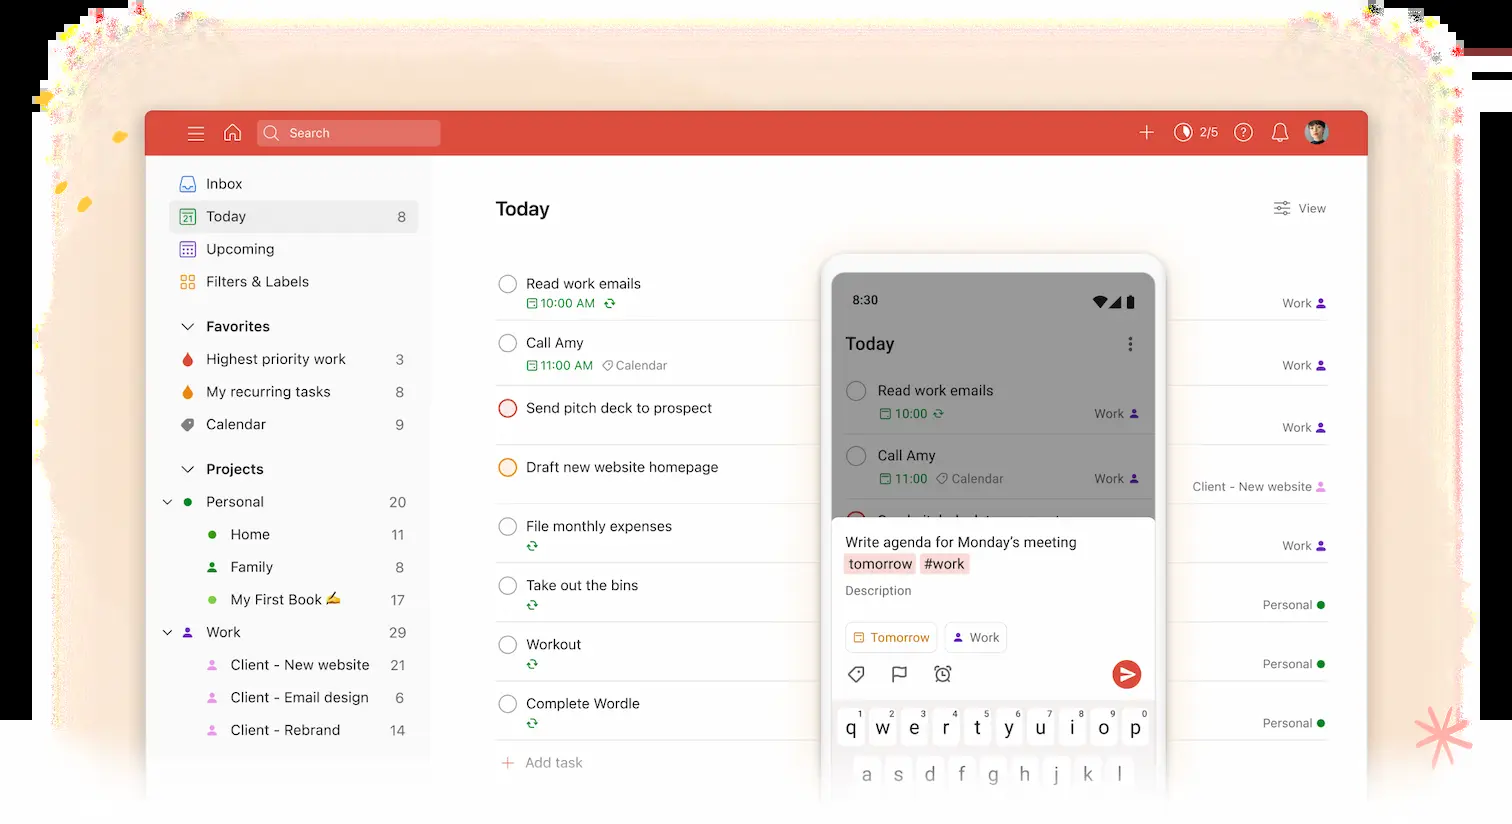 Search
2/5
Inbox
21 Today 8
Upcoming
Filters & Labels
Favorites
Highest priority work 3
My recurring tasks 8
Calendar 9
Projects
Personal 20
Home 11
Family 8
My First Book ✍️ 17
Work 29
Client - New website 21
Client - Email design 6
Client - Rebrand 14
Today
View
Read work emails
10:00 AM
Work
Call Amy
11:00 AM Calendar
Work
Send pitch deck to prospect
Work
Draft new website homepage
Client - New website
File monthly expenses
Work
Take out the bins
Personal
Workout
Personal
Complete Wordle
Personal
+ Add task
8:30
Today
Read work emails
10:00 Work
Call Amy
11:00 Calendar Work
Write agenda for Monday's meeting
tomorrow #work
Description
Tomorrow Work
1 2 3 4 5 6 7 8 9 0
q w e r t y u i o p
a s d f g h j k l